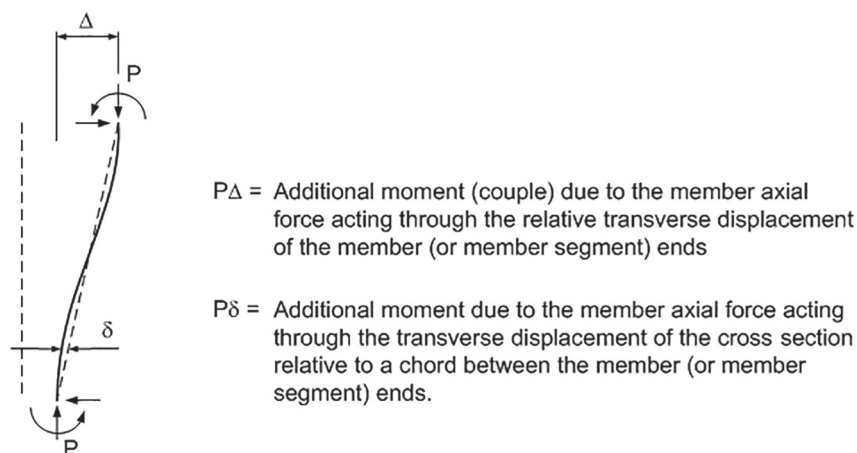 Δ
P
PΔ = Additional moment (couple) due to the member axial
force acting through the relative transverse displacement
of the member (or member segment) ends
Pδ = Additional moment due to the member axial force acting
through the transverse displacement of the cross section
relative to a chord between the member (or member
segment) ends.
δ
P